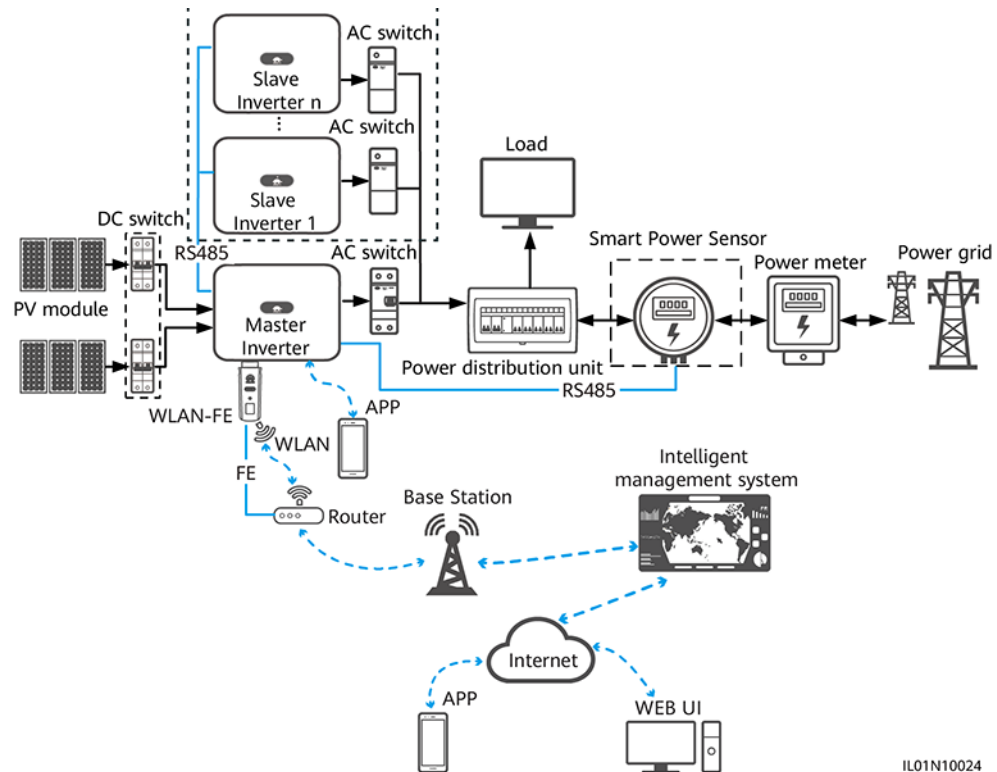 AC switch
Slave
Inverter n
AC switch
Slave
Inverter 1
Load
DC switch
RS485
AC switch
Smart Power Sensor
Power meter
Power grid
PV module
Master
Inverter
Power distribution unit
RS485
WLAN-FE
APP
WLAN
FE
Router
Base Station
Intelligent
management system
Internet
APP
WEB UI
IL01N10024